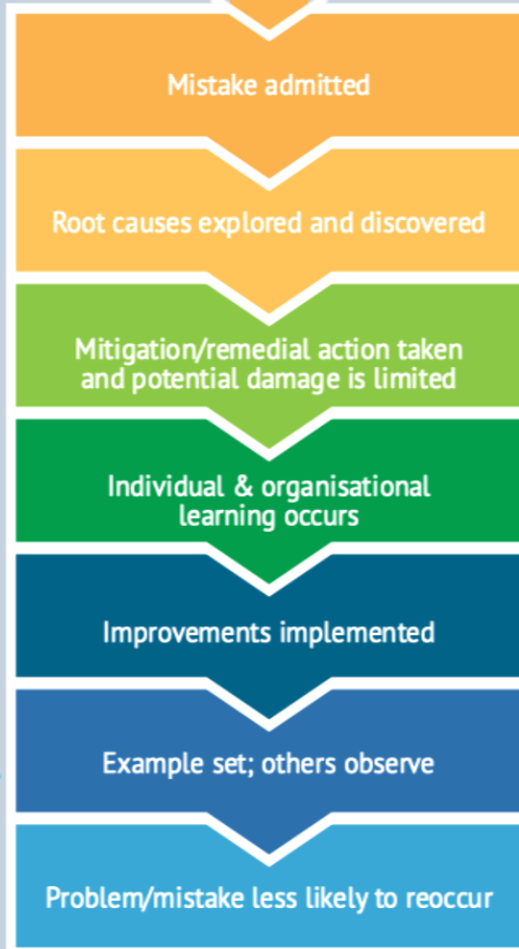 Mistake admitted
Root causes explored and discovered
Mitigation/remedial action taken
and potential damage is limited
Individual & organisational
learning occurs
Improvements implemented
Example set; others observe
Problem/mistake less likely to reoccur